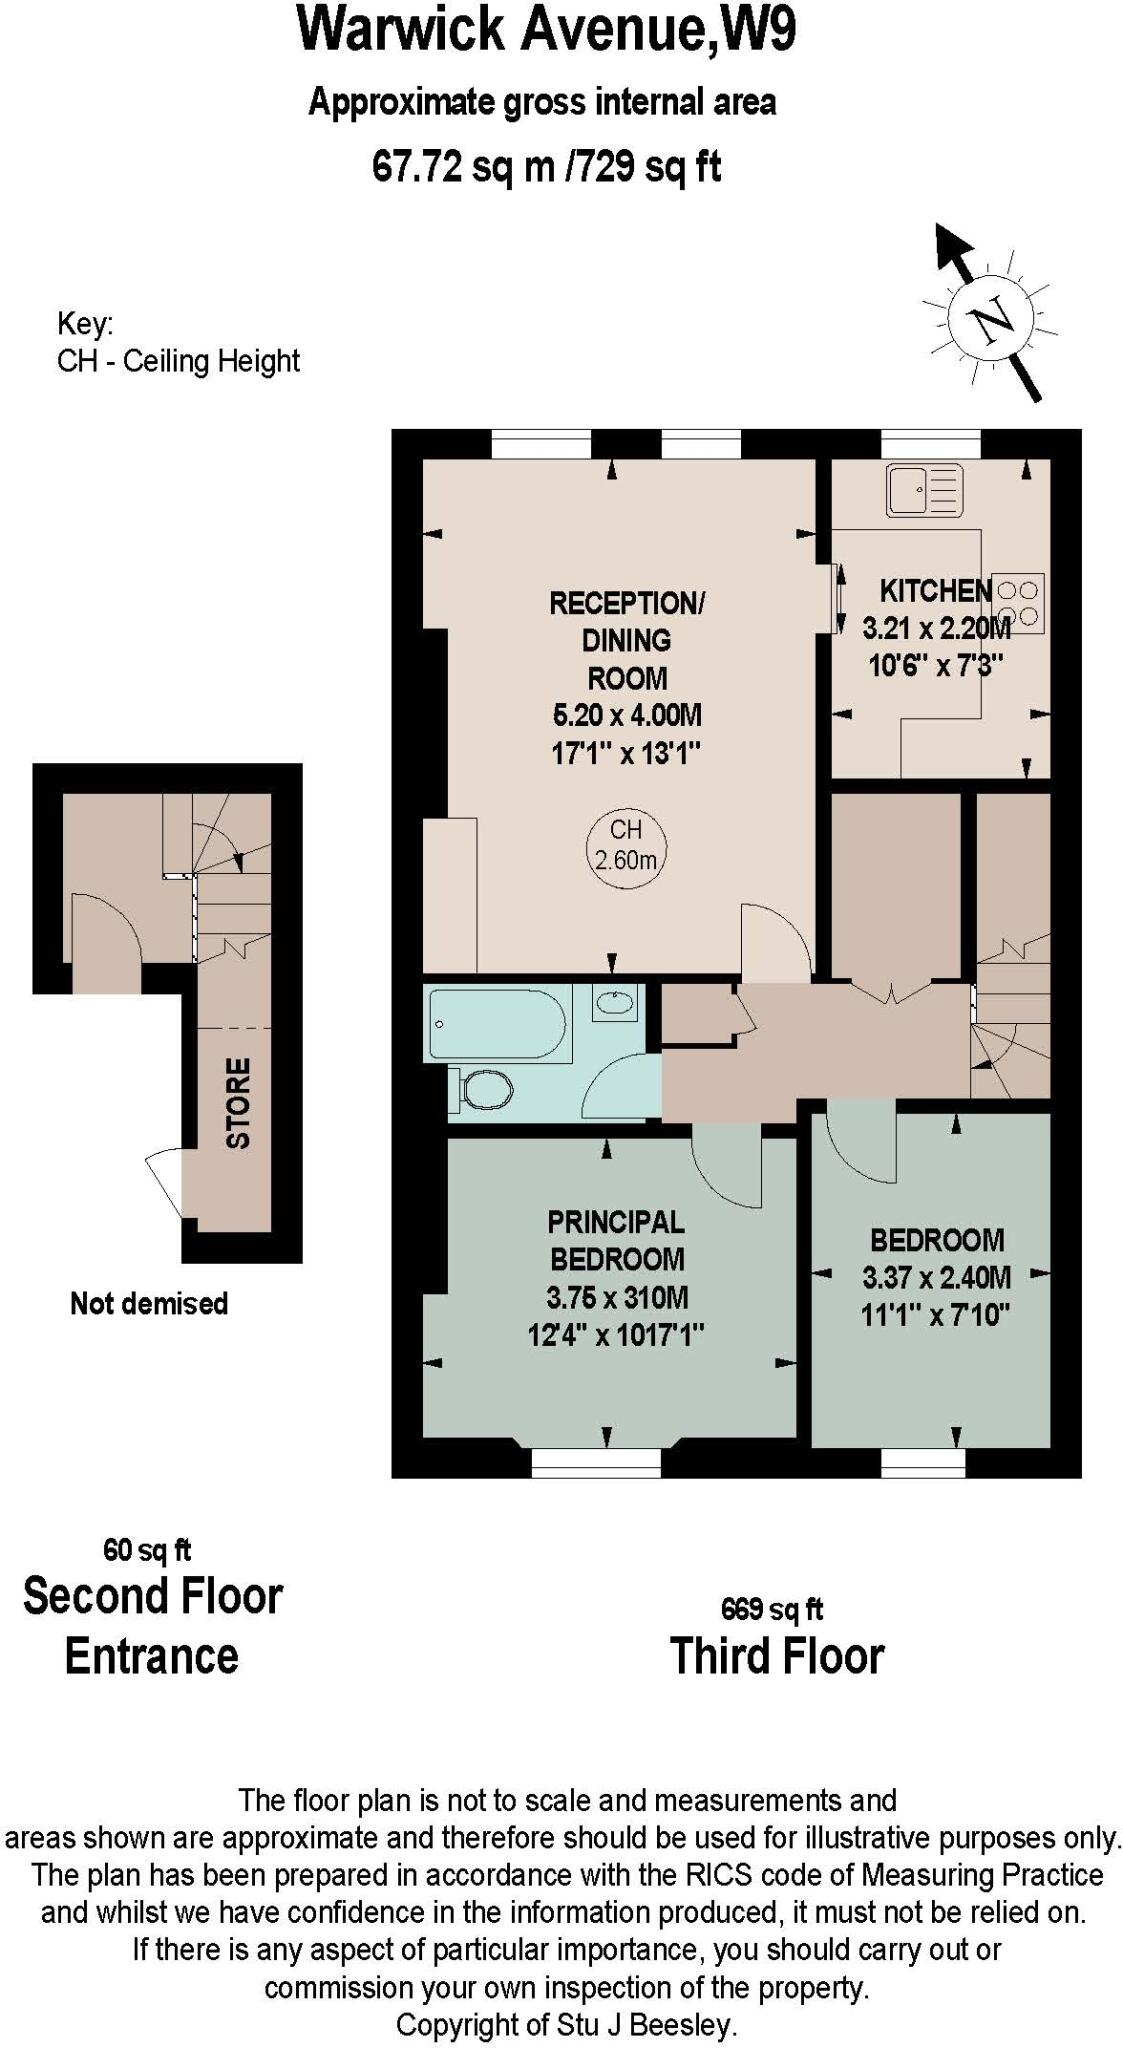 Warwick Avenue,W9
Approximate gross internal area
67.72 sq m /729 sq ft
Key:
CH - Ceiling Height
N
RECEPTION/
DINING
ROOM
5.20 x 4.00M
17'1" x 13'1"
CH
2.60m
KITCHEN
3.21 x 2.20M
10'6" x 7'3"
STORE
Not demised
PRINCIPAL
BEDROOM
3.75 x 310M
12'4" x 1017'1"
BEDROOM
3.37 x 2.40M
11'1" x 7'10"
60 sq ft
Second Floor
Entrance
669 sq ft
Third Floor
The floor plan is not to scale and measurements and
areas shown are approximate and therefore should be used for illustrative purposes only.
The plan has been prepared in accordance with the RICS code of Measuring Practice
and whilst we have confidence in the information produced, it must not be relied on.
If there is any aspect of particular importance, you should carry out or
commission your own inspection of the property.
Copyright of Stu J Beesley.